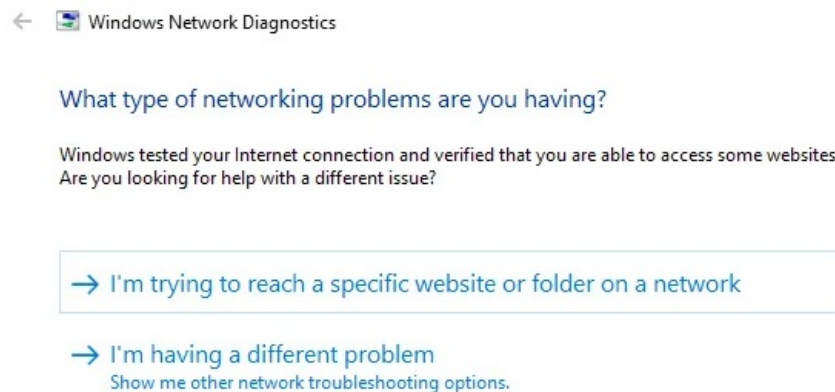 Windows Network Diagnostics
What type of networking problems are you having?
Windows tested your Internet connection and verified that you are able to access some websites
Are you looking for help with a different issue?
I'm trying to reach a specific website or folder on a network
I'm having a different problem
Show me other network troubleshooting options.